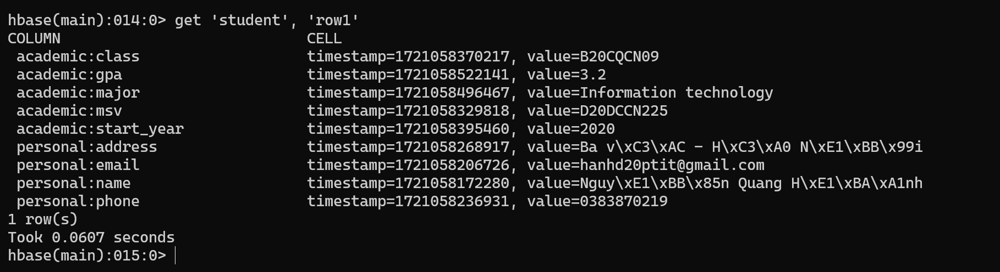 hbase(main):014:0> get 'student', 'row1'
COLUMN CELL
academic:class timestamp=1721058370217, value=B20CQCN09
academic:gpa timestamp=1721058522141, value=3.2
academic:major timestamp=1721058496467, value=Information technology
academic:msv timestamp=1721058329818, value=D20DCCN225
academic:start_year timestamp=1721058395460, value=2020
personal:address timestamp=1721058268917, value=Ba v\xC3\xAC - H\xC3\xA0 N\xE1\xBB\x99i
personal:email timestamp=1721058206726, value=hanhd20ptit@gmail.com
personal:name timestamp=1721058172280, value=Nguy\xE1\xBB\x85n Quang H\xE1\xBA\xA1nh
personal:phone timestamp=1721058236931, value=0383870219
1 row(s)
Took 0.0607 seconds
hbase(main):015:0>